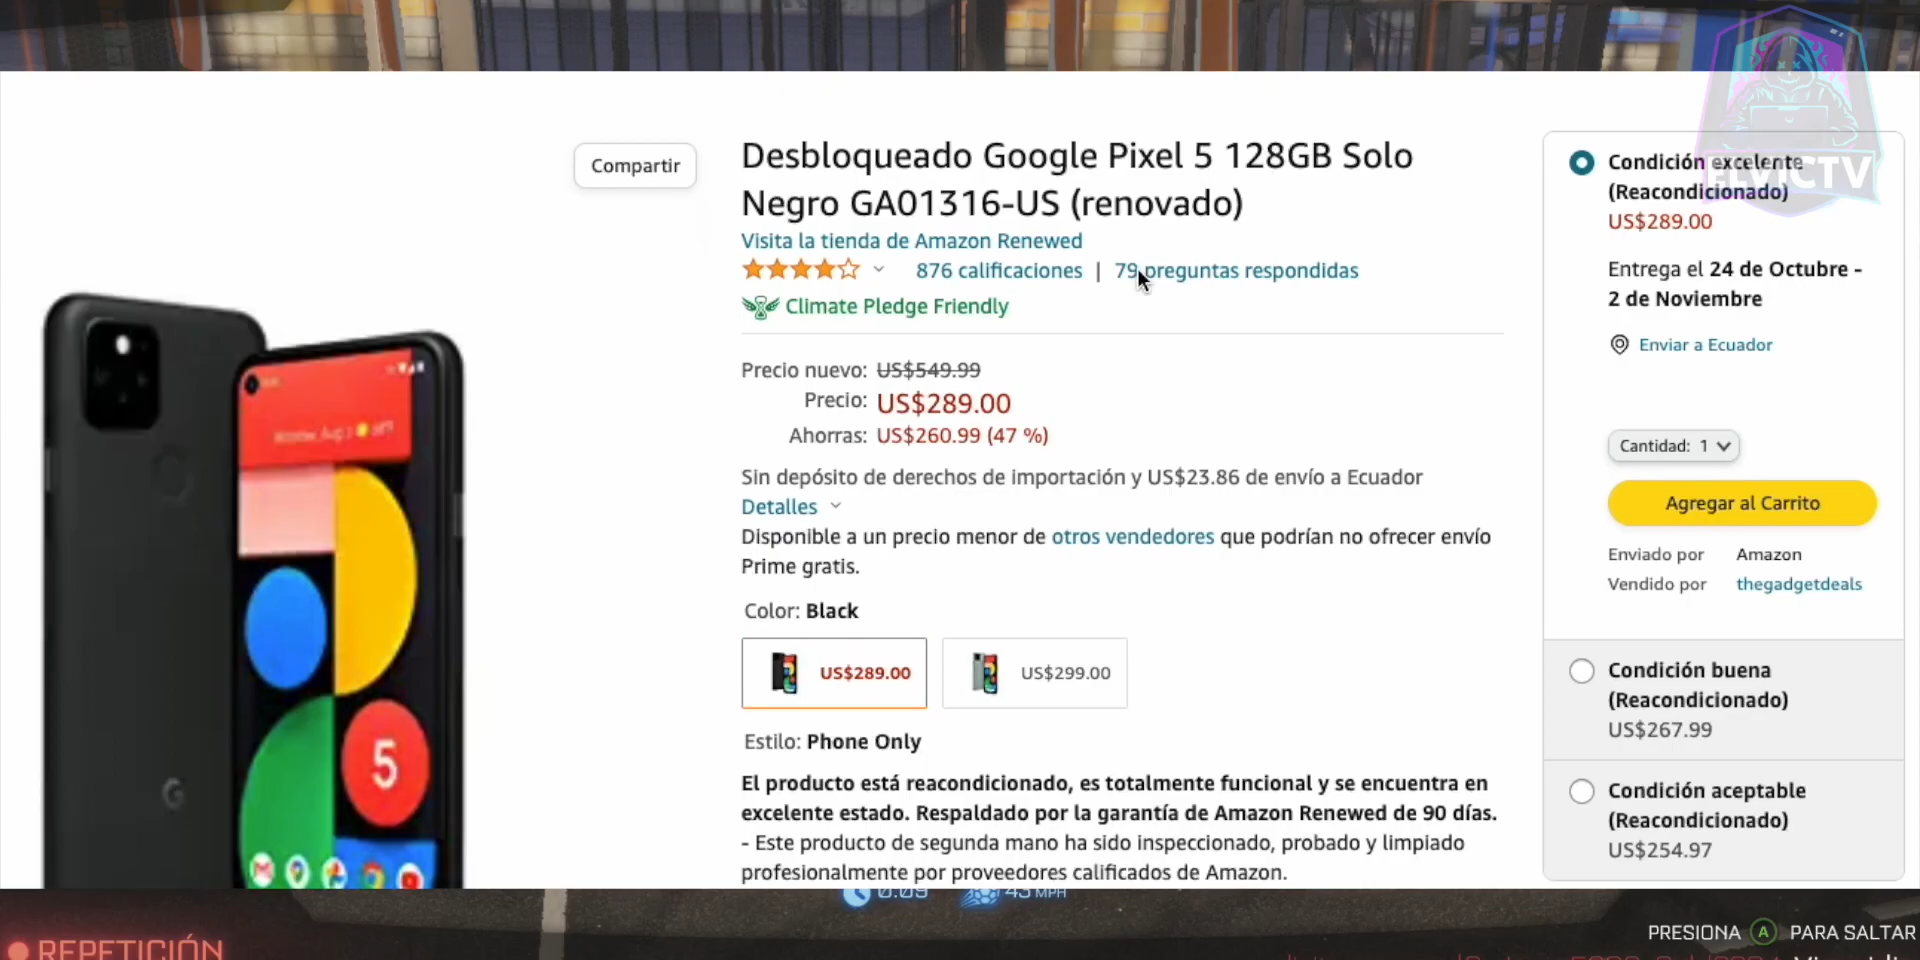 ELVICTV
Compartir
Desbloqueado Google Pixel 5 128GB Solo
Negro GA01316-US (renovado)
Visita la tienda de Amazon Renewed
876 calificaciones | 79 preguntas respondidas
Climate Pledge Friendly
Precio nuevo: US$549.99
Precio: US$289.00
Ahorras: US$260.99 (47 %)
Sin depósito de derechos de importación y US$23.86 de envío a Ecuador
Detalles
Disponible a un precio menor de otros vendedores que podrían no ofrecer envío
Prime gratis.
Color: Black
US$289.00
US$299.00
Estilo: Phone Only
El producto está reacondicionado, es totalmente funcional y se encuentra en
excelente estado. Respaldado por la garantía de Amazon Renewed de 90 días.
- Este producto de segunda mano ha sido inspeccionado, probado y limpiado
profesionalmente por proveedores calificados de Amazon.
5
G
Condición excelente
(Reacondicionado)
US$289.00
Entrega el 24 de Octubre -
2 de Noviembre
Enviar a Ecuador
Cantidad: 1
Agregar al Carrito
Enviado por Amazon
Vendido por thegadgetdeals
Condición buena
(Reacondicionado)
US$267.99
Condición aceptable
(Reacondicionado)
US$254.97
0:09
43 MPH
REPETICIÓN
PRESIONA A PARA SALTAR